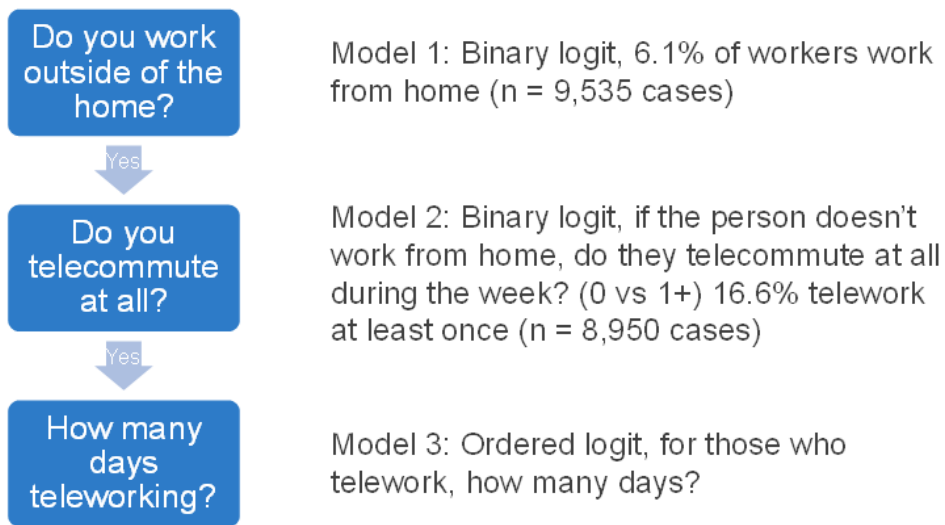 Do you work
outside of the
home?
Model 1: Binary logit, 6.1% of workers work
from home (n = 9,535 cases)
Yes
Do you
telecommute
at all?
Model 2: Binary logit, if the person doesn’t
work from home, do they telecommute at all
during the week? (0 vs 1+) 16.6% telework
at least once (n = 8,950 cases)
Yes
How many
days
teleworking?
Model 3: Ordered logit, for those who
telework, how many days?